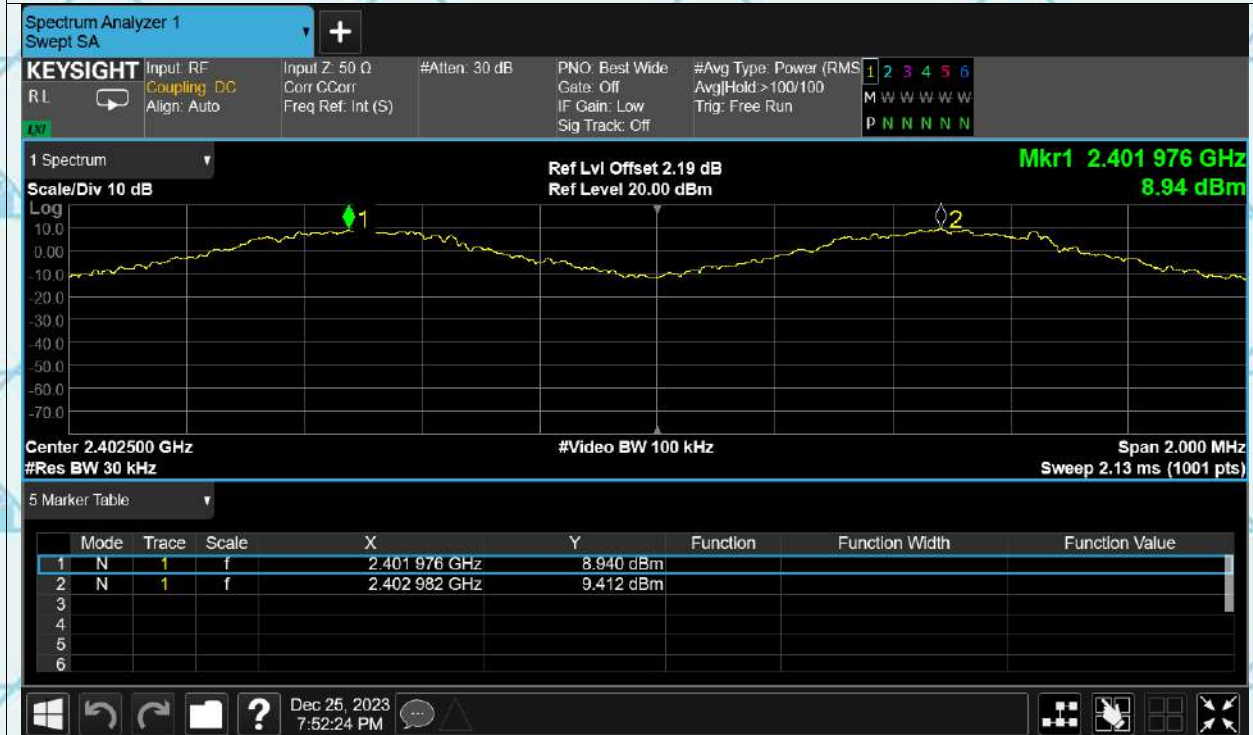 Spectrum Analyzer 1
Swept SA
+
KEYSIGHT
RL
LXI
Input: RF
Coupling: DC
Align: Auto
Input Z: 50 Ω
Corr CCorr
Freq Ref: Int (S)
#Atten: 30 dB
PNO: Best Wide
Gate: Off
IF Gain: Low
Sig Track: Off
#Avg Type: Power (RMS
Avg|Hold:>100/100
Trig: Free Run
1 2 3 4 5 6
M W W W W W
P N N N N N
1 Spectrum
Scale/Div 10 dB
Ref Lvl Offset 2.19 dB
Ref Level 20.00 dBm
Mkr1 2.401 976 GHz
8.94 dBm
Log
10.0
0.00
-10.0
-20.0
-30.0
-40.0
-50.0
-60.0
-70.0
1
2
Center 2.402500 GHz
#Res BW 30 kHz
#Video BW 100 kHz
Span 2.000 MHz
Sweep 2.13 ms (1001 pts)
5 Marker Table
Mode Trace Scale X Y Function Function Width Function Value
1 N 1 f 2.401 976 GHz 8.940 dBm
2 N 1 f 2.402 982 GHz 9.412 dBm
3
4
5
6
?
Dec 25, 2023
7:52:24 PM